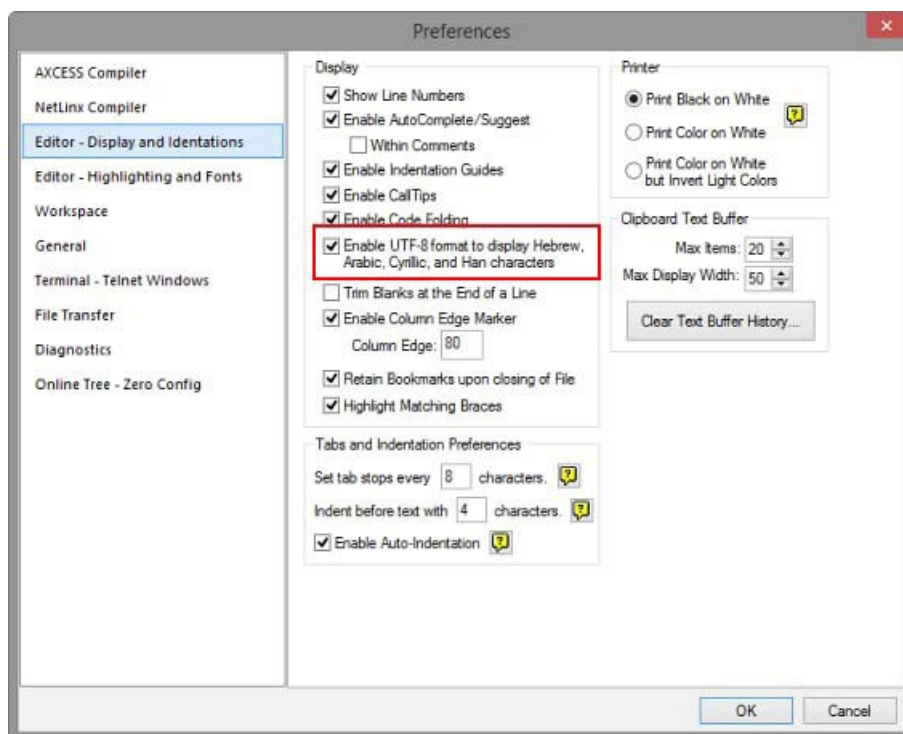 Preferences
AXCESS Compiler
NetLinx Compiler
Editor - Display and Identations
Editor - Highlighting and Fonts
Workspace
General
Terminal - Telnet Windows
File Transfer
Diagnostics
Online Tree - Zero Config
Display
Show Line Numbers
Enable AutoComplete/Suggest
Within Comments
Enable Indentation Guides
Enable CallTips
Enable Code Folding
Enable UTF-8 format to display Hebrew,
Arabic, Cyrillic, and Han characters
Trim Blanks at the End of a Line
Enable Column Edge Marker
Column Edge: 80
Retain Bookmarks upon closing of File
Highlight Matching Braces
Tabs and Indentation Preferences
Set tab stops every 8 characters.
Indent before text with 4 characters.
Enable Auto-Indentation
Printer
Print Black on White
Print Color on White
Print Color on White
but Invert Light Colors
Clipboard Text Buffer
Max Items: 20
Max Display Width: 50
Clear Text Buffer History...
OK
Cancel